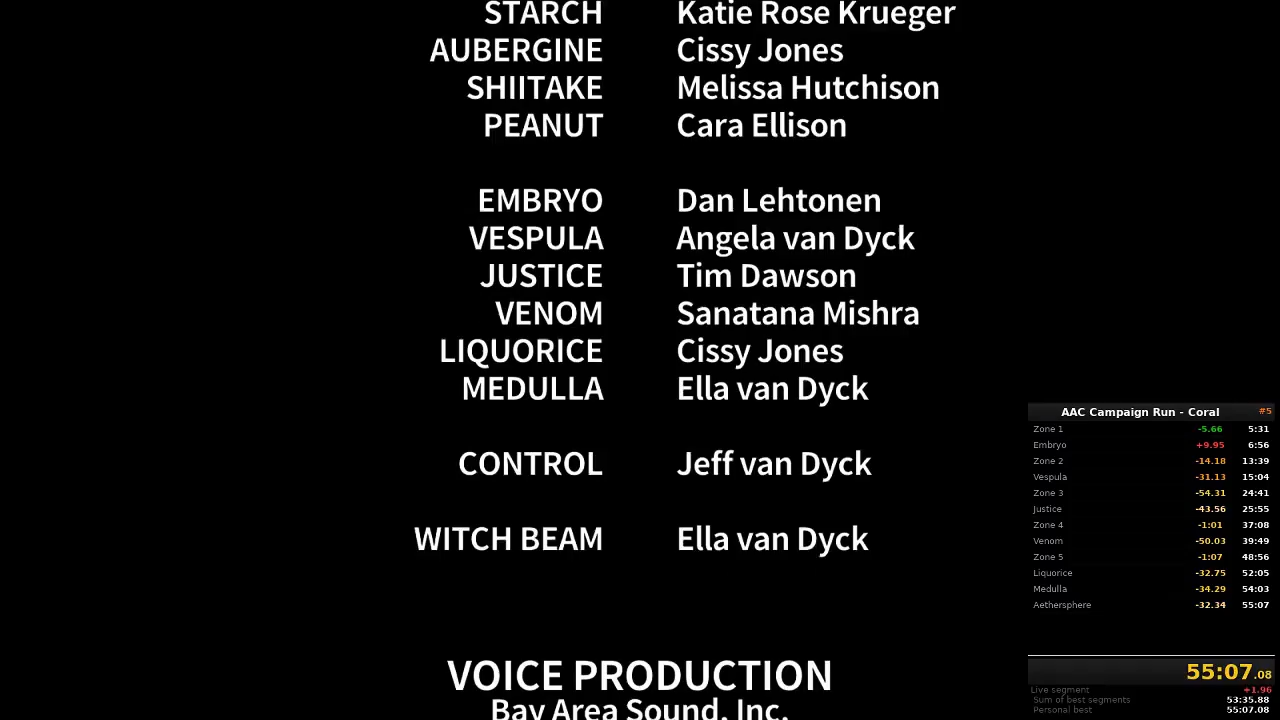 STARCH Katie Rose Krueger
AUBERGINE Cissy Jones
SHIITAKE Melissa Hutchison
PEANUT Cara Ellison
EMBRYO Dan Lehtonen
VESPULA Angela van Dyck
JUSTICE Tim Dawson
VENOM Sanatana Mishra
LIQUORICE Cissy Jones
MEDULLA Ella van Dyck
CONTROL Jeff van Dyck
WITCH BEAM Ella van Dyck
VOICE PRODUCTION
Bay Area Sound, Inc.
AAC Campaign Run - Coral #5
Zone 1 -5.66 5:31
Embryo +9.95 6:56
Zone 2 -14.18 13:39
Vespula -31.13 15:04
Zone 3 -54.31 24:41
Justice -43.56 25:55
Zone 4 -1:01 37:08
Venom -50.03 39:49
Zone 5 -1:07 48:56
Liquorice -32.75 52:05
Medulla -34.29 54:03
Aethersphere -32.34 55:07
55:07.08
Live segment +1.96
Sum of best segments 53:35.88
Personal best 55:07.08